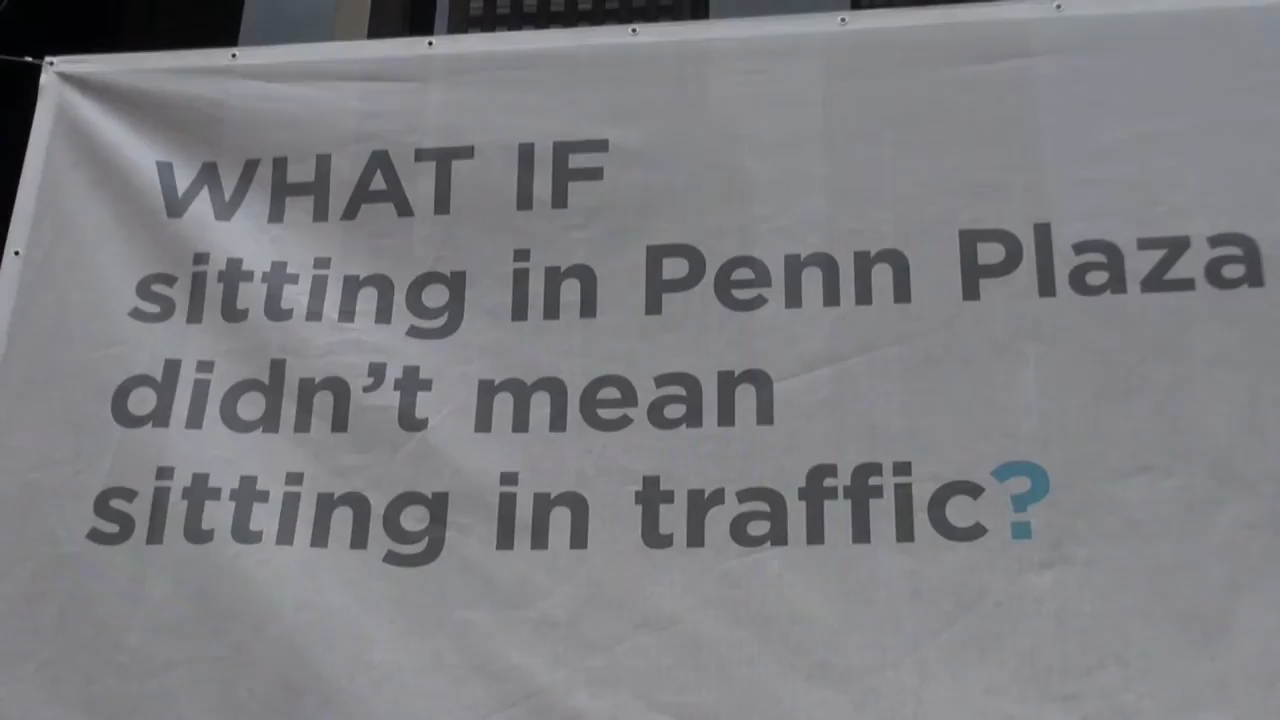 WHAT IF
sitting in Penn Plaza
didn’t mean
sitting in traffic?